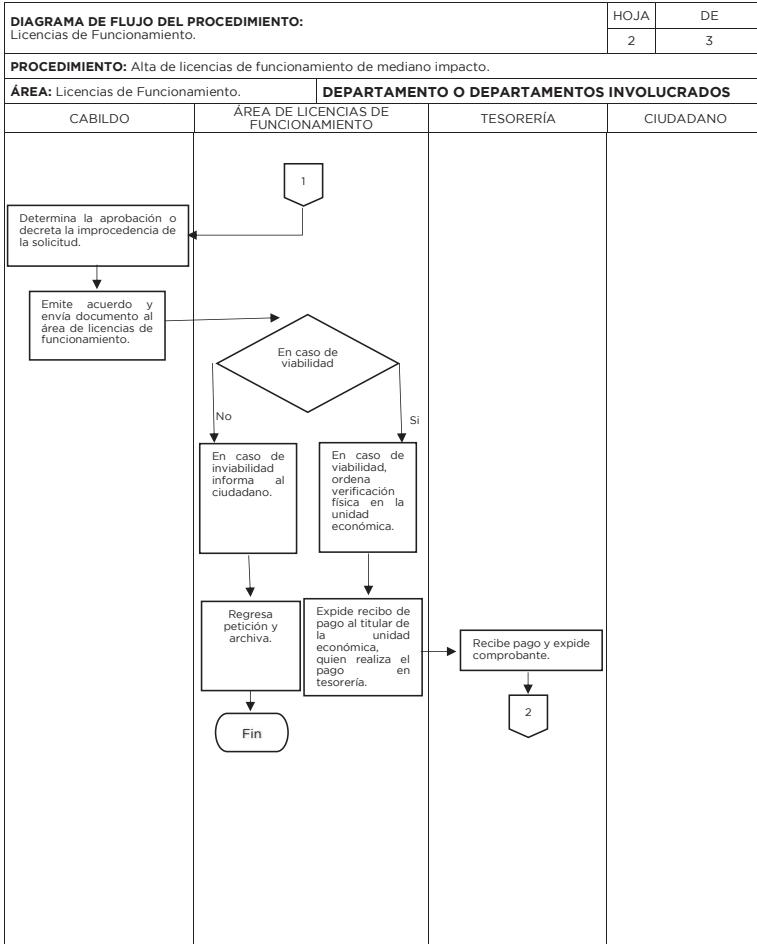 DIAGRAMA DE FLUJO DEL PROCEDIMIENTO:
Licencias de Funcionamiento.
HOJA
DE
2
3
PROCEDIMIENTO: Alta de licencias de funcionamiento de mediano impacto.
ÁREA: Licencias de Funcionamiento.
DEPARTAMENTO O DEPARTAMENTOS INVOLUCRADOS
CABILDO
ÁREA DE LICENCIAS DE
FUNCIONAMIENTO
TESORERÍA
CIUDADANO
1
Determina la aprobación o
decreta la improcedencia de
la solicitud.
Emite acuerdo y
envía documento al
área de licencias de
funcionamiento.
En caso de
viabilidad
No
Si
En caso de
inviabilidad
informa al
ciudadano.
En caso de
viabilidad,
ordena
verificación
física en la
unidad
económica.
Regresa
petición y
archiva.
Expide recibo de
pago al titular de
la unidad
económica,
quien realiza el
pago en
tesorería.
Recibe pago y expide
comprobante.
2
Fin